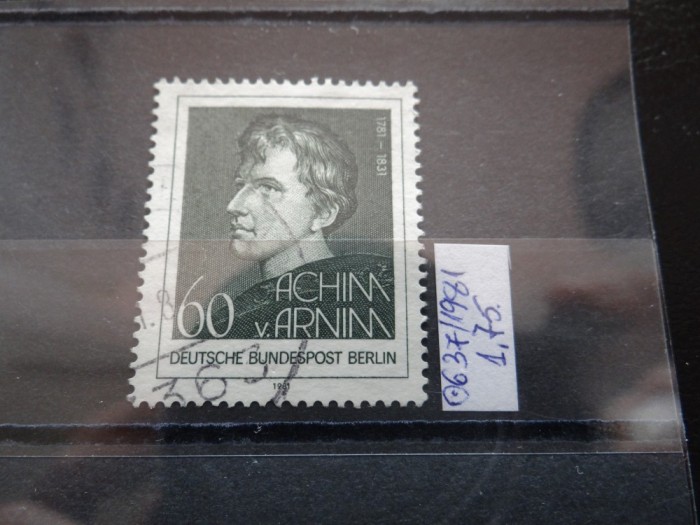 1781 – 1831
60 ACHIM
v. ARNIM
DEUTSCHE BUNDESPOST BERLIN
1981
637/1981
1,75.